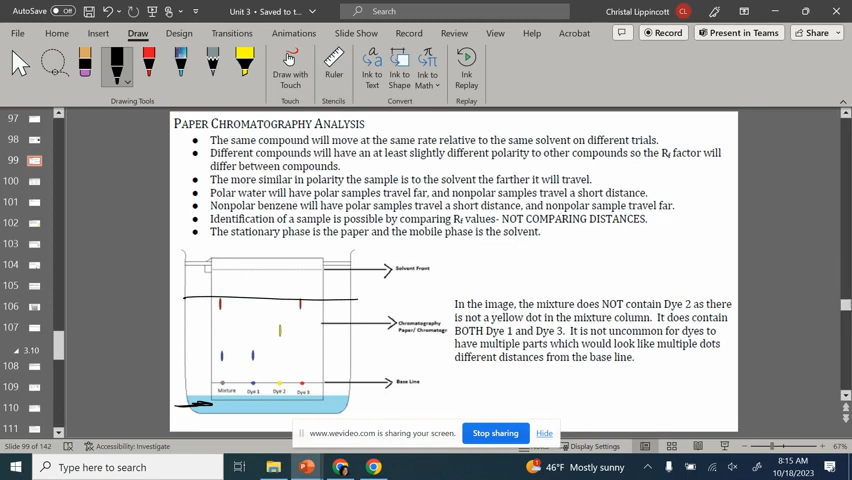 AutoSave Off Unit 3 • Saved to t... Search Christal Lippincott CL
File Home Insert Draw Design Transitions Animations Slide Show Record Review View Help Acrobat Record Present in Teams Share
Draw with Touch Ruler Ink to Text Ink to Shape Ink to Math Ink Replay
Touch Drawing Tools Stencils Convert Replay
97
98
99
100
101
102
103
104
105
106
107
3.10
108
109
110
PAPER CHROMATOGRAPHY ANALYSIS
● The same compound will move at the same rate relative to the same solvent on different trials.
● Different compounds will have an at least slightly different polarity to other compounds so the Rf factor will
differ between compounds.
● The more similar in polarity the sample is to the solvent the farther it will travel.
● Polar water will have polar samples travel far, and nonpolar samples travel a short distance.
● Nonpolar benzene will have polar samples travel a short distance, and nonpolar sample travel far.
● Identification of a sample is possible by comparing Rf values- NOT COMPARING DISTANCES.
● The stationary phase is the paper and the mobile phase is the solvent.
Solvent Front
Chromatography
Paper/ Chromatogr
Base Line
Mixture Dye 1 Dye 2 Dye 3
In the image, the mixture does NOT contain Dye 2 as there
is not a yellow dot in the mixture column. It does contain
BOTH Dye 1 and Dye 3. It is not uncommon for dyes to
have multiple parts which would look like multiple dots
different distances from the base line.
www.wevideo.com is sharing your screen. Stop sharing Hide
Slide 99 of 142 Accessibility: Investigate Display Settings 67%
Type here to search 46°F Mostly sunny 8:15 AM
10/18/2023